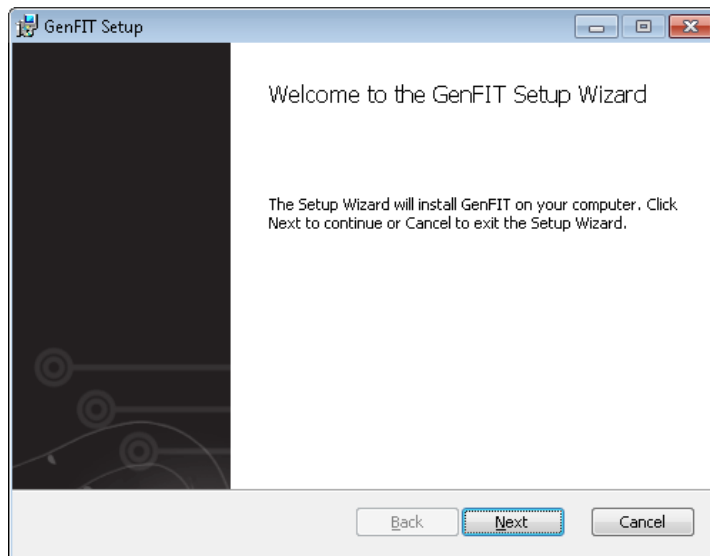 GenFIT Setup
Welcome to the GenFIT Setup Wizard
The Setup Wizard will install GenFIT on your computer. Click
Next to continue or Cancel to exit the Setup Wizard.
Back
Next
Cancel